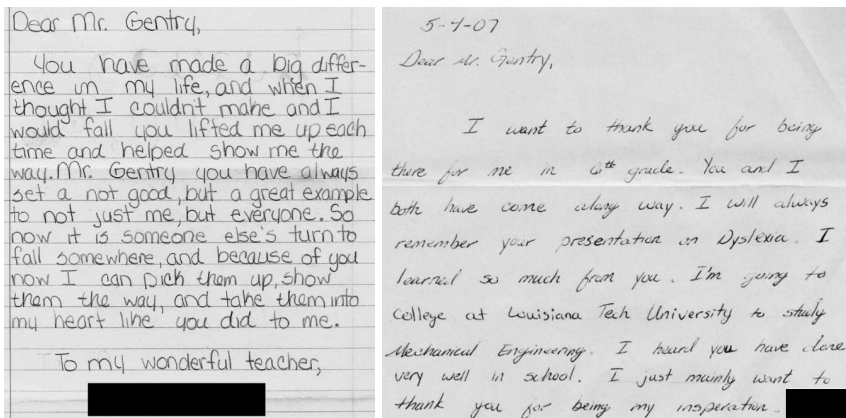 Dear Mr. Gentry,
You have made a big differ-
ence in my life, and when I
thought I couldn't make and I
would fall you lifted me up each
time and helped show me the
way. Mr. Gentry you have always
set a not good, but a great example
to not just me, but everyone. So
now it is someone else's turn to
fall somewhere, and because of you
now I can pick them up, show
them the way, and take them into
my heart like you did to me.
To my wonderful teacher,
5-4-07
Dear Mr. Gentry,
I want to thank you for being
there for me in 6th grade. You and I
both have come along way. I will always
remember your presentation on Dyslexia. I
learned so much from you. I'm going to
college at Louisiana Tech University to study
Mechanical Engineering. I heard you have done
very well in school. I just mainly want to
thank you for being my insperation.